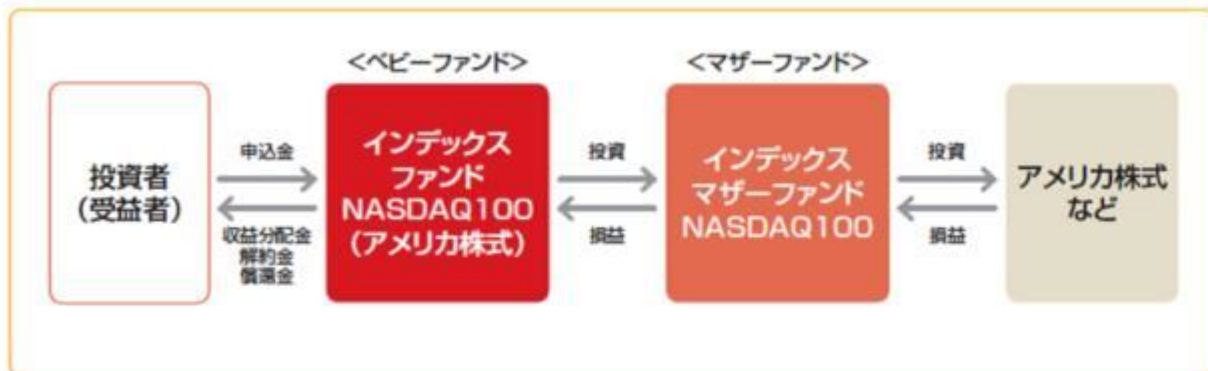 <ベビーファンド>
<マザーファンド>
投資者
(受益者)
申込金
収益分配金
解約金
償還金
インデックス
ファンド
NASDAQ100
(アメリカ株式)
投資
損益
インデックス
マザーファンド
NASDAQ100
投資
損益
アメリカ株式
など